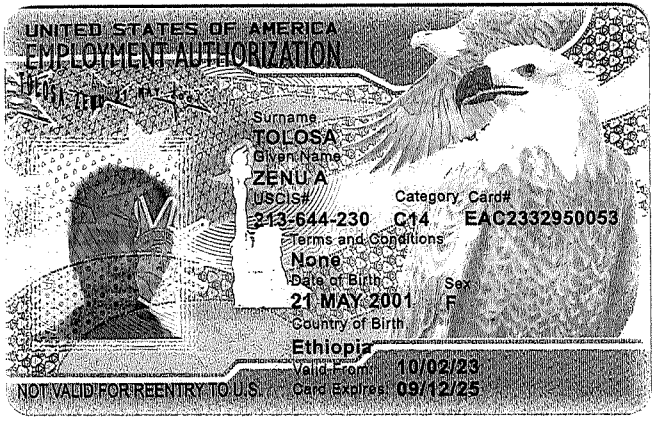 UNITED STATES OF AMERICA
EMPLOYMENT AUTHORIZATION
Surname
TOLOSA
Given Name
ZENU A
USCIS# Category Card#
213-644-230 C14 EAC2332950053
Terms and Conditions
None
Date of Birth Sex
21 MAY 2001 F
Country of Birth
Ethiopia
Valid From: 10/02/23
Card Expires: 09/12/25
NOT VALID FOR REENTRY TO U.S.